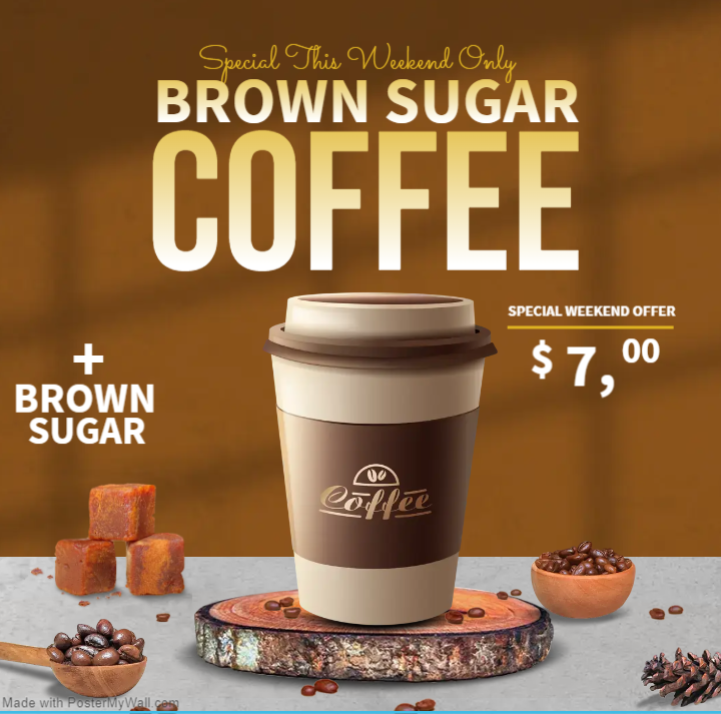 Special This Weekend Only
BROWN SUGAR
COFFEE
SPECIAL WEEKEND OFFER
$ 7,00
+
BROWN
SUGAR
Coffee
Made with PosterMyWall.com